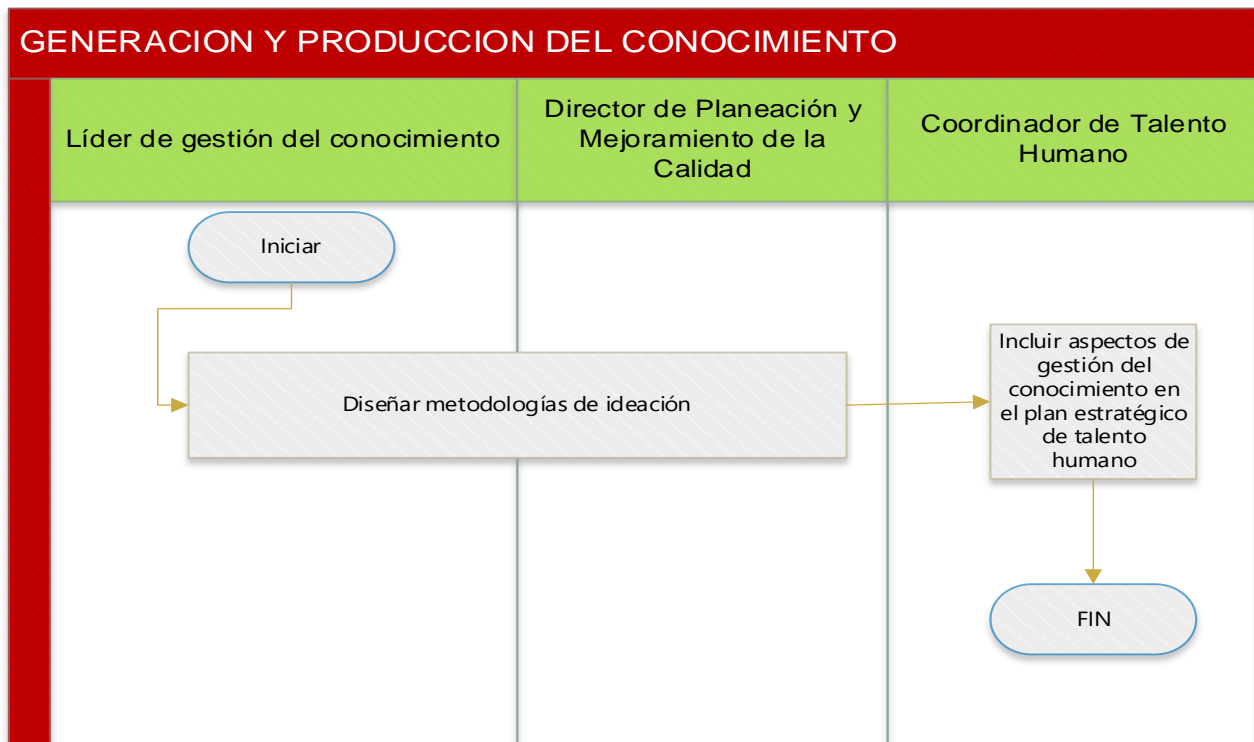 GENERACION Y PRODUCCION DEL CONOCIMIENTO
Líder de gestión del conocimiento
Director de Planeación y
Mejoramiento de la
Calidad
Coordinador de Talento
Humano
Iniciar
Diseñar metodologías de ideación
Incluir aspectos de
gestión del
conocimiento en
el plan estratégico
de talento
humano
FIN